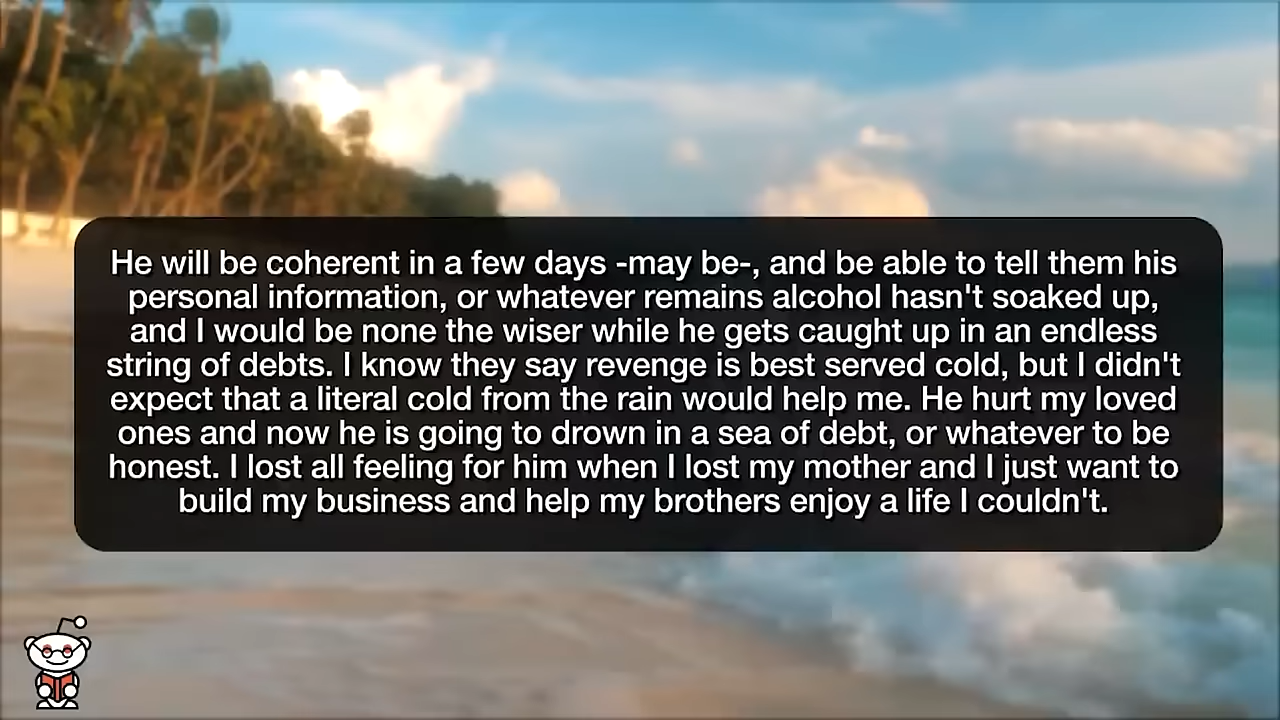 He will be coherent in a few days -may be-, and be able to tell them his
personal information, or whatever remains alcohol hasn't soaked up,
and I would be none the wiser while he gets caught up in an endless
string of debts. I know they say revenge is best served cold, but I didn't
expect that a literal cold from the rain would help me. He hurt my loved
ones and now he is going to drown in a sea of debt, or whatever to be
honest. I lost all feeling for him when I lost my mother and I just want to
build my business and help my brothers enjoy a life I couldn't.